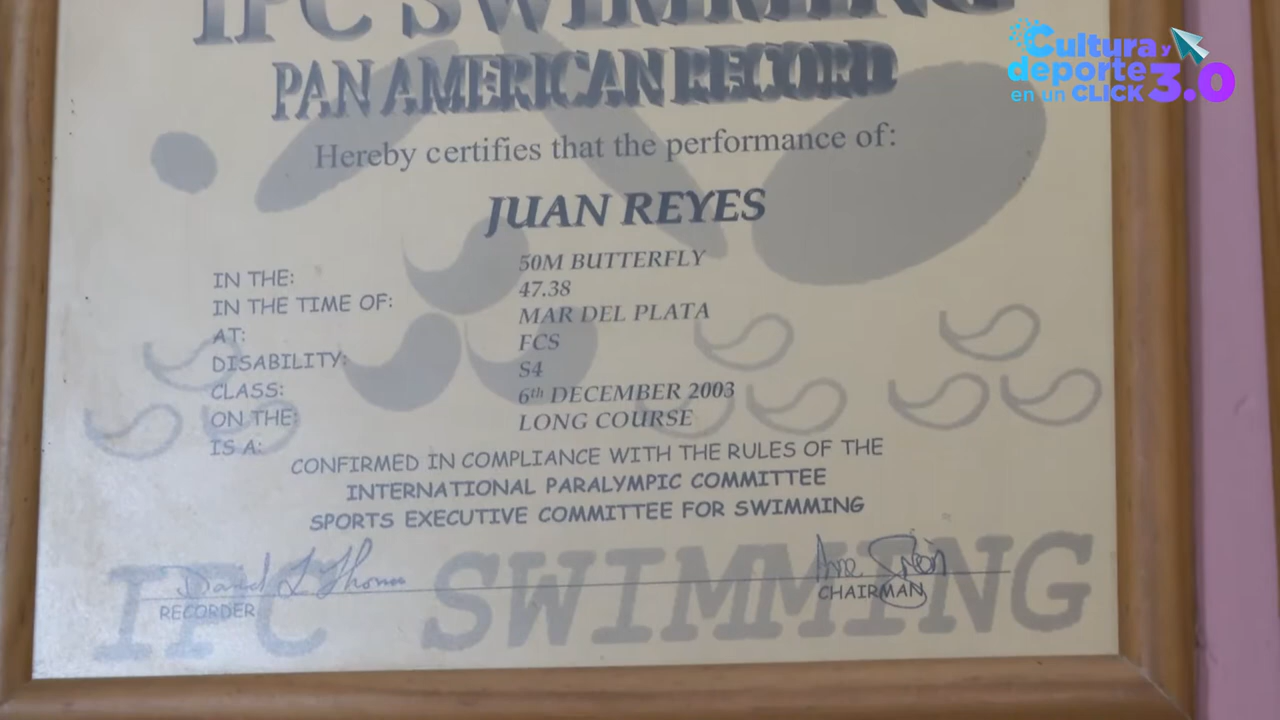 IPC SWIMMING
PAN AMERICAN RECORD
Hereby certifies that the performance of:
JUAN REYES
IN THE: 50M BUTTERFLY
IN THE TIME OF: 47.38
AT: MAR DEL PLATA
DISABILITY: FCS
CLASS: S4
ON THE: 6th DECEMBER 2003
IS A: LONG COURSE
CONFIRMED IN COMPLIANCE WITH THE RULES OF THE
INTERNATIONAL PARALYMPIC COMMITTEE
SPORTS EXECUTIVE COMMITTEE FOR SWIMMING
David L Thomas
RECORDER
CHAIRMAN
IPC SWIMMING
Cultura y
deporte
en un CLICK 3.0